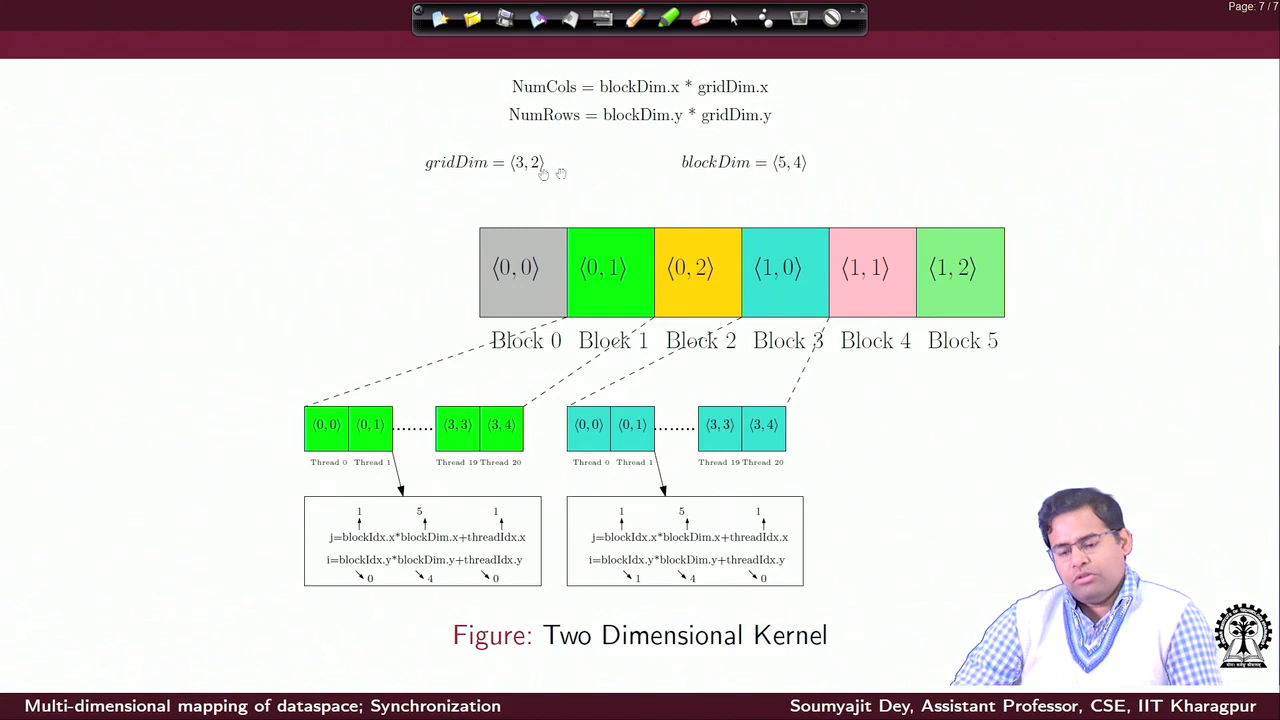 Page: 7 / 7
NumCols = blockDim.x * gridDim.x
NumRows = blockDim.y * gridDim.y
gridDim = ⟨3, 2⟩ blockDim = ⟨5, 4⟩
⟨0, 0⟩ ⟨0, 1⟩ ⟨0, 2⟩ ⟨1, 0⟩ ⟨1, 1⟩ ⟨1, 2⟩
Block 0 Block 1 Block 2 Block 3 Block 4 Block 5
⟨0, 0⟩ ⟨0, 1⟩ ........ ⟨3, 3⟩ ⟨3, 4⟩ ⟨0, 0⟩ ⟨0, 1⟩ ........ ⟨3, 3⟩ ⟨3, 4⟩
Thread 0 Thread 1 Thread 19 Thread 20 Thread 0 Thread 1 Thread 19 Thread 20
1 5 1 1 5 1
j=blockIdx.x*blockDim.x+threadIdx.x j=blockIdx.x*blockDim.x+threadIdx.x
i=blockIdx.y*blockDim.y+threadIdx.y i=blockIdx.y*blockDim.y+threadIdx.y
0 4 0 1 4 0
Figure: Two Dimensional Kernel
Multi-dimensional mapping of dataspace; Synchronization Soumyajit Dey, Assistant Professor, CSE, IIT Kharagpur